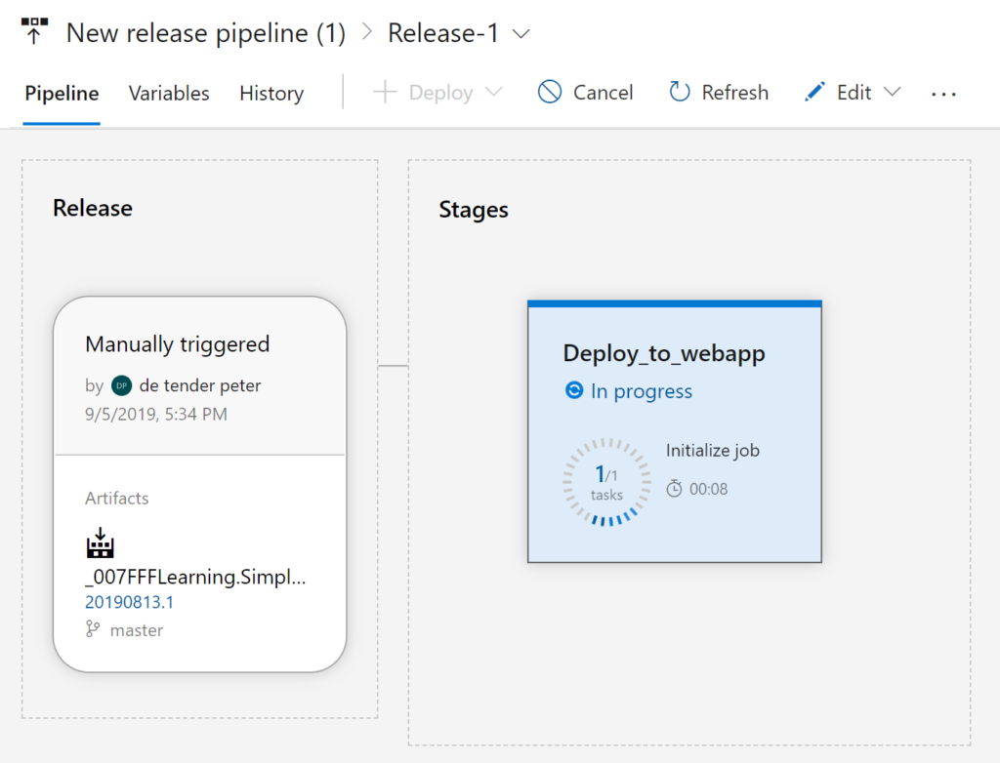 New release pipeline (1) > Release-1
Pipeline Variables History Deploy Cancel Refresh Edit ...
Release
Manually triggered
by DP de tender peter
9/5/2019, 5:34 PM
Artifacts
_007FFFLearning.Simpl...
20190813.1
master
Stages
Deploy_to_webapp
In progress
1/1
tasks
Initialize job
00:08